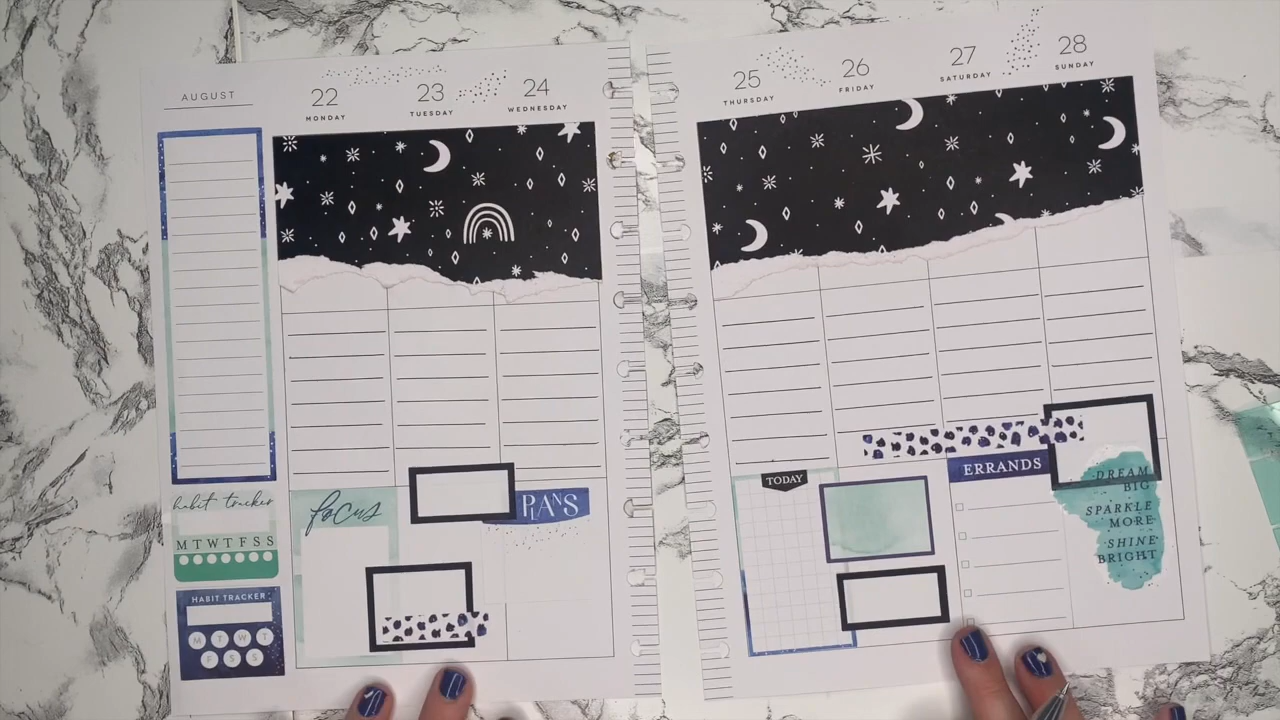 AUGUST
22
MONDAY
23
TUESDAY
24
WEDNESDAY
25
THURSDAY
26
FRIDAY
27
SATURDAY
28
SUNDAY
habit tracker
MTWTFSS
HABIT TRACKER
M T W T
F S S
focus
PLANS
TODAY
ERRANDS
DREAM
BIG
SPARKLE
MORE
SHINE
BRIGHT